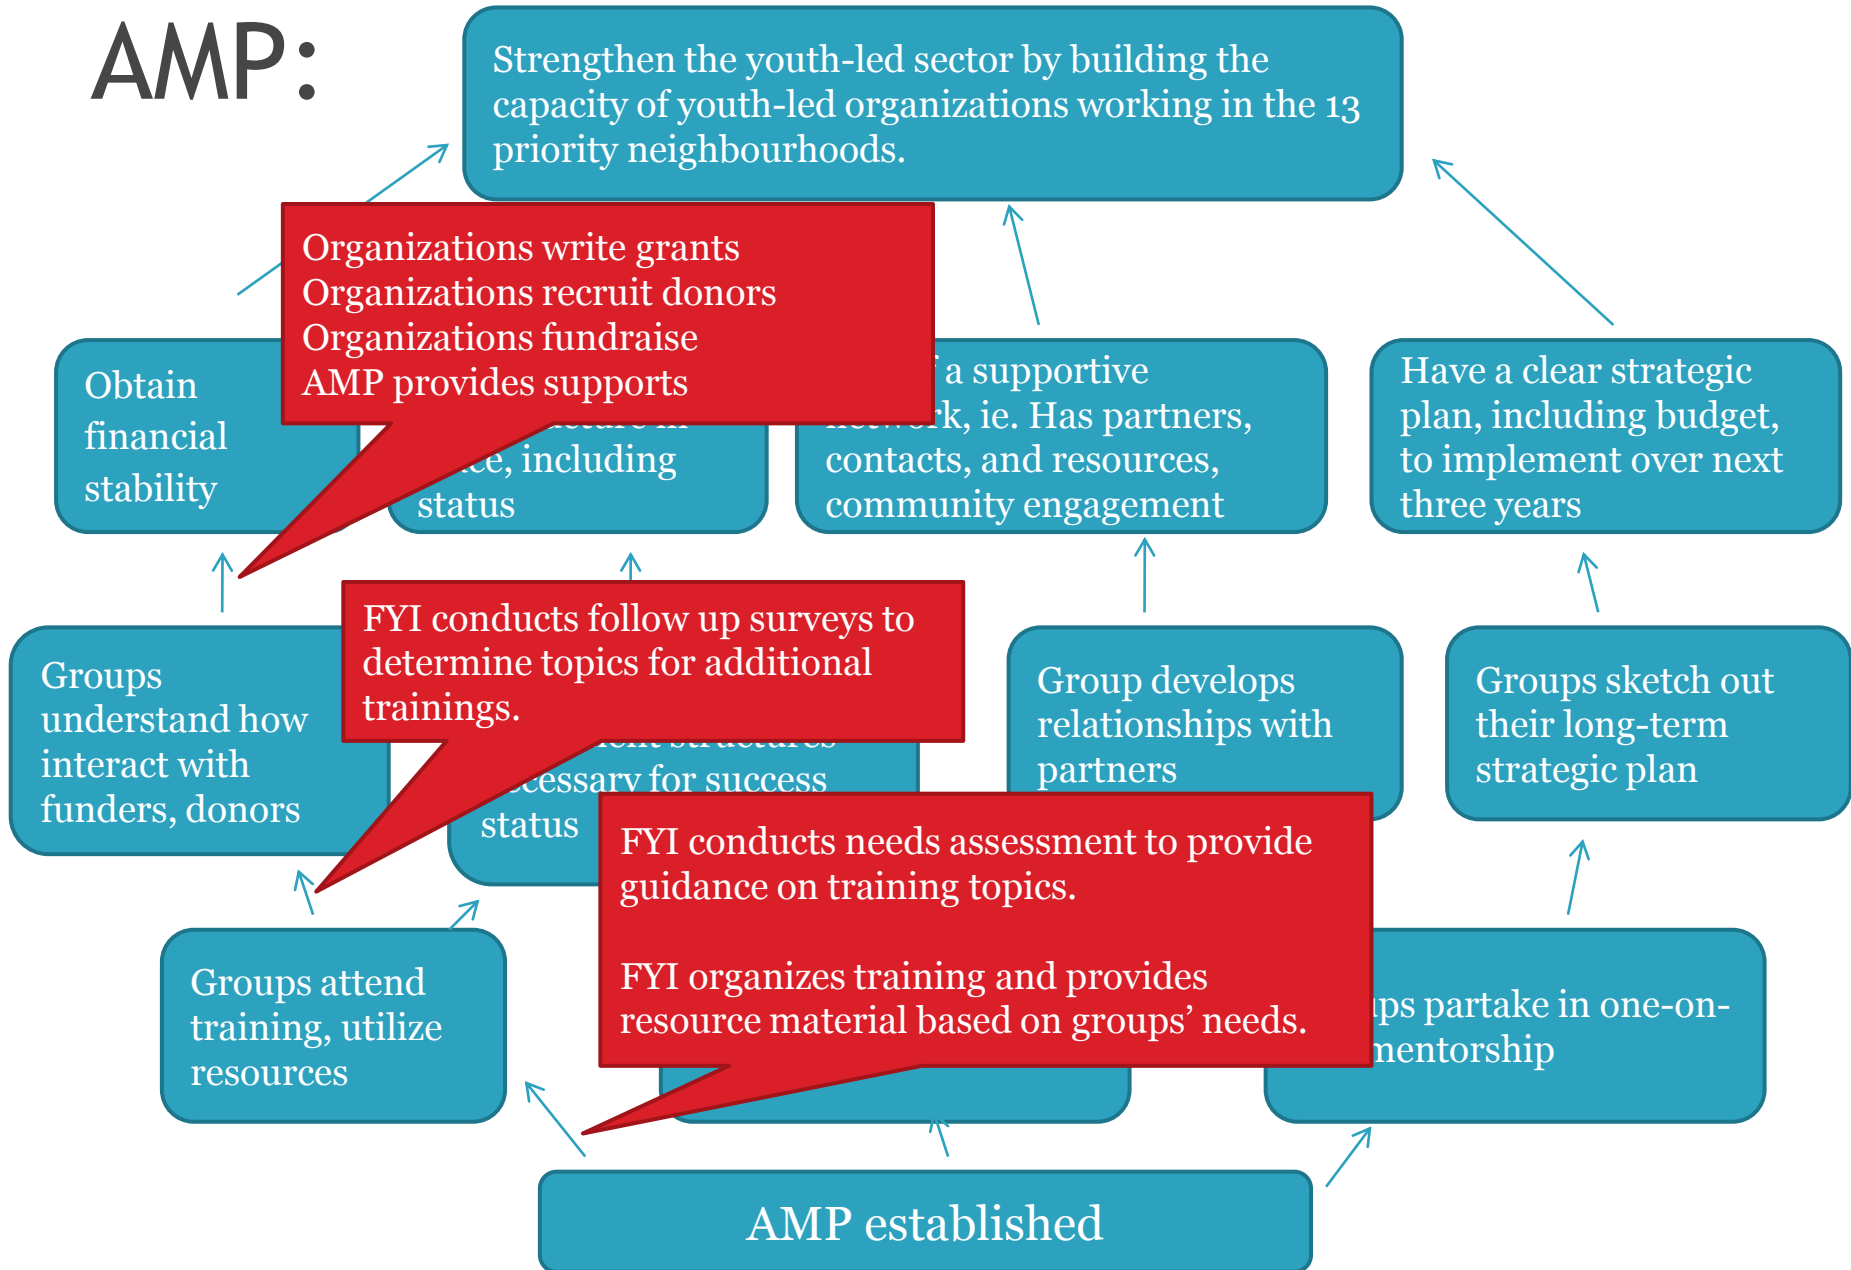 AMP:
Strengthen the youth-led sector by building the
capacity of youth-led organizations working in the 13
priority neighbourhoods.
Organizations write grants
Organizations recruit donors
Organizations fundraise
AMP provides supports
Obtain
financial
stability
including
status
a supportive
ie. Has partners,
contacts, and resources,
community engagement
Have a clear strategic
plan, including budget,
to implement over next
three years
FYI conducts follow up surveys to
determine topics for additional
trainings.
Groups
understand how
interact with
funders, donors
structures
for success
status
Group develops
relationships with
partners
Groups sketch out
their long-term
strategic plan
FYI conducts needs assessment to provide
guidance on training topics.
FYI organizes training and provides
resource material based on groups’ needs.
Groups attend
training, utilize
resources
partake in one-on-
mentorship
AMP established